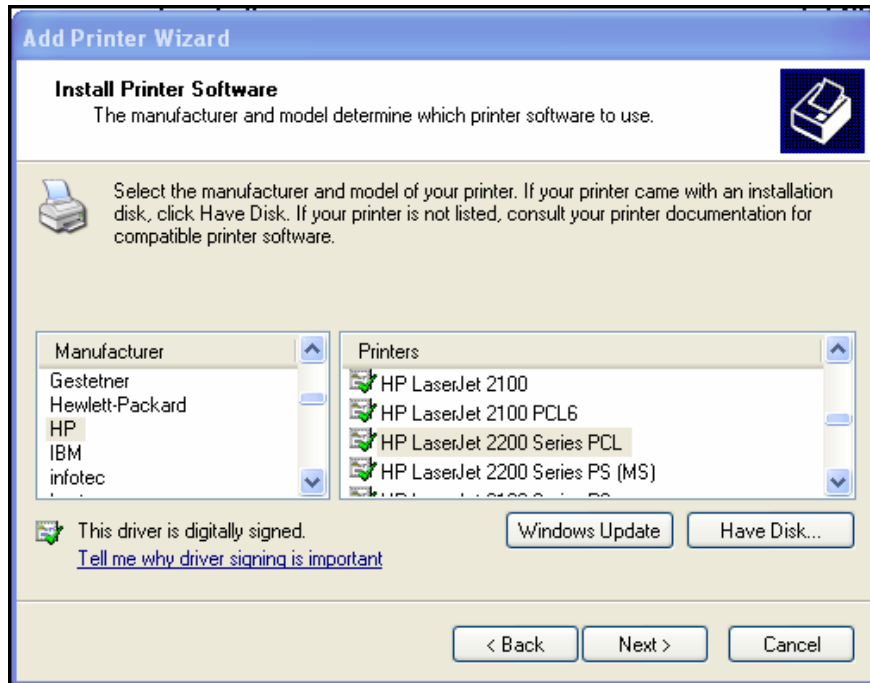 Add Printer Wizard
Install Printer Software
The manufacturer and model determine which printer software to use.
Select the manufacturer and model of your printer. If your printer came with an installation
disk, click Have Disk. If your printer is not listed, consult your printer documentation for
compatible printer software.
Manufacturer
Gestetner
Hewlett-Packard
HP
IBM
infotec
Printers
HP LaserJet 2100
HP LaserJet 2100 PCL6
HP LaserJet 2200 Series PCL
HP LaserJet 2200 Series PS (MS)
This driver is digitally signed.
Tell me why driver signing is important
Windows Update
Have Disk...
< Back
Next >
Cancel